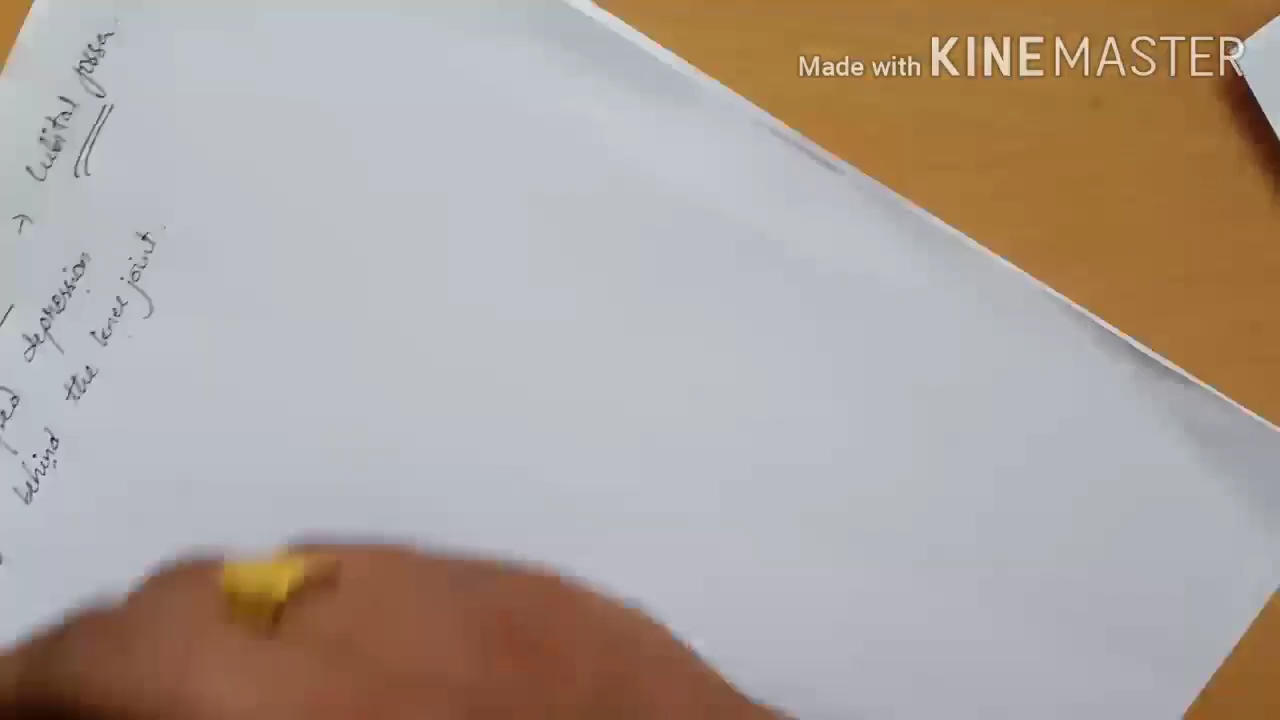 Made with KINEMASTER
→ cubital fossa.
depression
behind the knee joint.